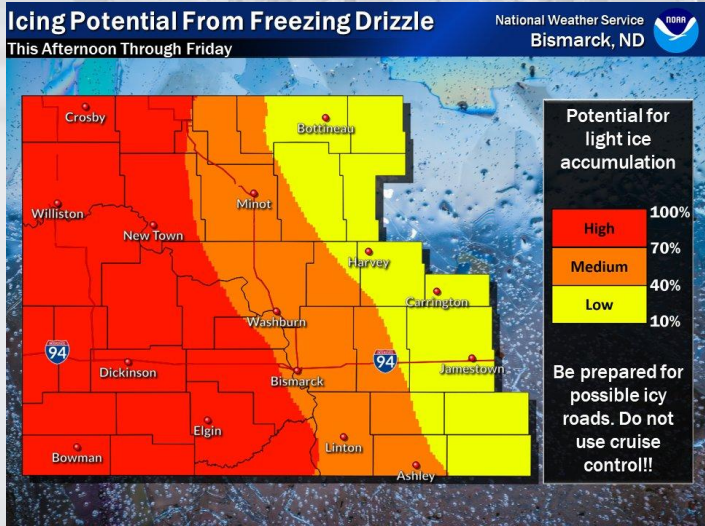 Icing Potential From Freezing Drizzle
This Afternoon Through Friday
National Weather Service
Bismarck, ND
NOAA
Crosby
Bottineau
Williston
Minot
New Town
Harvey
Carrington
Washburn
94
94
Dickinson
Bismarck
Jamestown
Elgin
Linton
Bowman
Ashley
Potential for
light ice
accumulation
100%
High
70%
Medium
40%
Low
10%
Be prepared for
possible icy
roads. Do not
use cruise
control!!